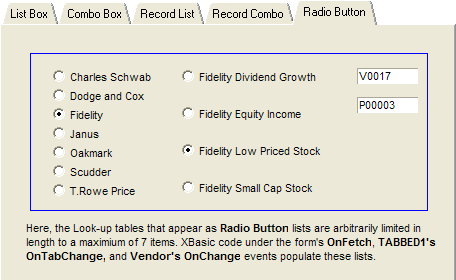 List Box Combo Box Record List Record Combo Radio Button
Charles Schwab Fidelity Dividend Growth V0017
Dodge and Cox
P00003
Fidelity Fidelity Equity Income
Janus
Oakmark Fidelity Low Priced Stock
Scudder
T.Rowe Price Fidelity Small Cap Stock
Here, the Look-up tables that appear as Radio Button lists are arbitrarily limited in
length to a maximium of 7 items. XBasic code under the form's OnFetch, TABBED1's
OnTabChange, and Vendor's OnChange events populate these lists.